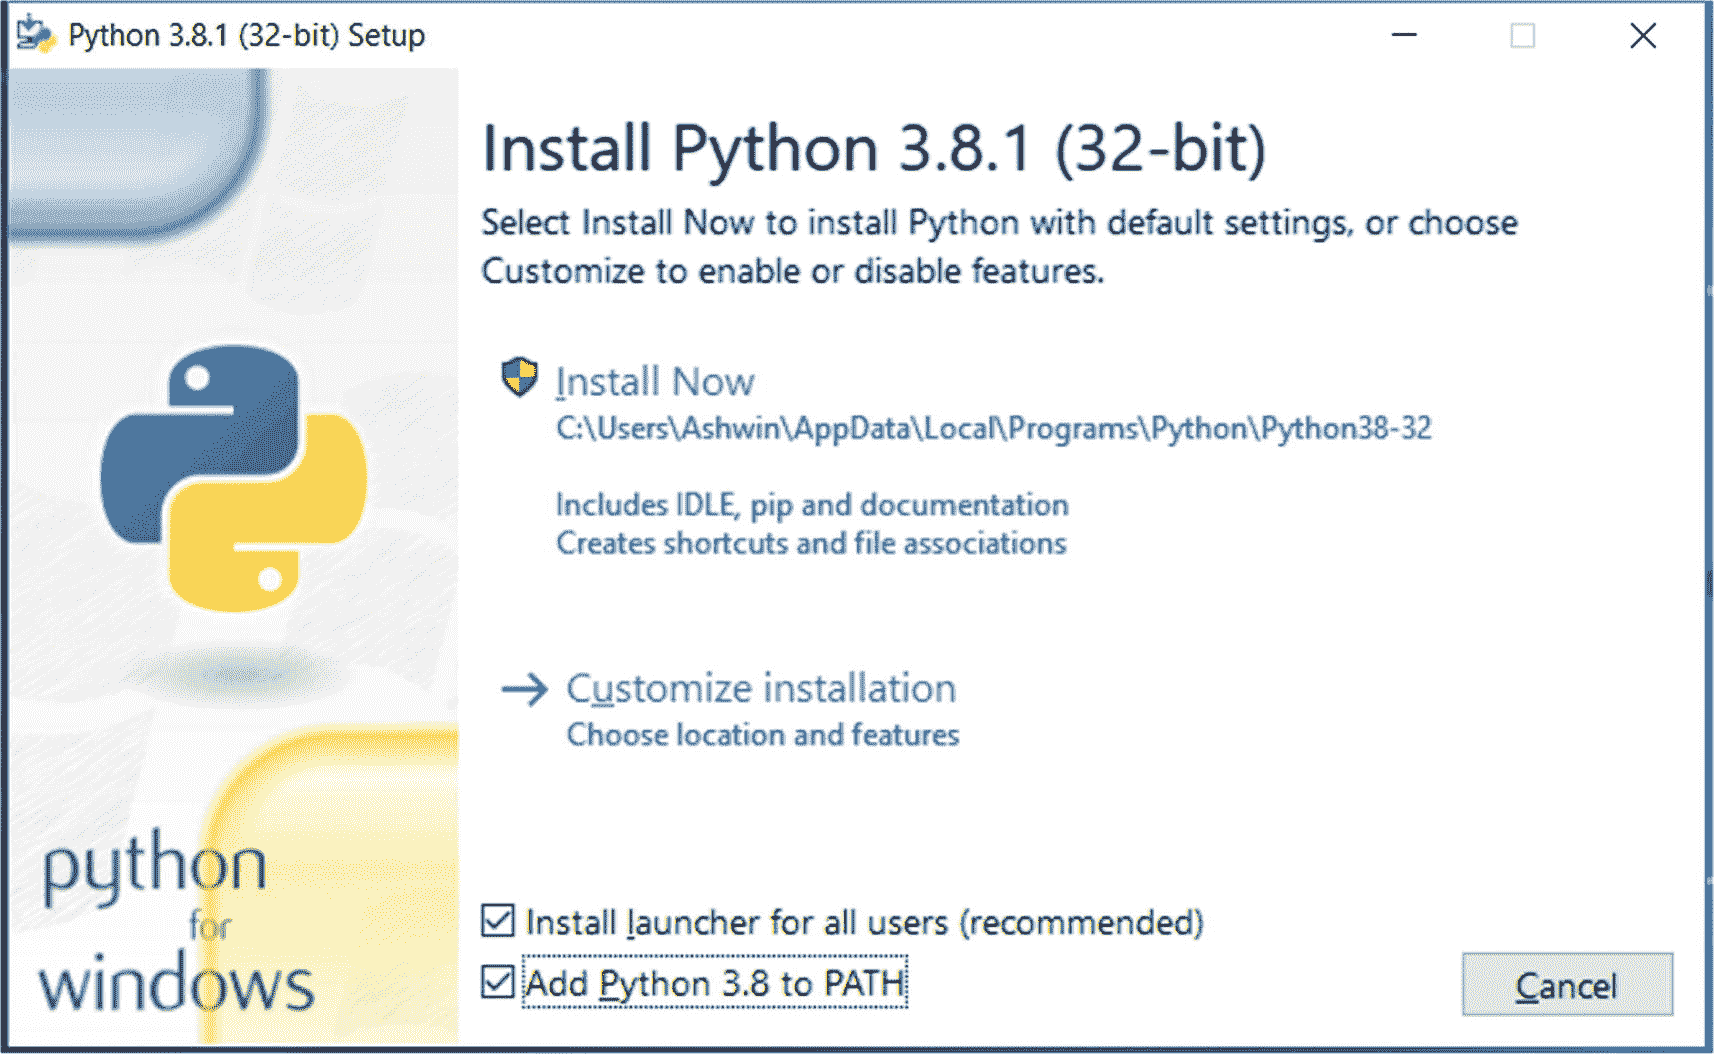 Python 3.8.1 (32-bit) Setup
Install Python 3.8.1 (32-bit)
Select Install Now to install Python with default settings, or choose
Customize to enable or disable features.
Install Now
C:\Users\Ashwin\AppData\Local\Programs\Python\Python38-32
Includes IDLE, pip and documentation
Creates shortcuts and file associations
Customize installation
Choose location and features
python
for
windows
Install launcher for all users (recommended)
Add Python 3.8 to PATH
Cancel